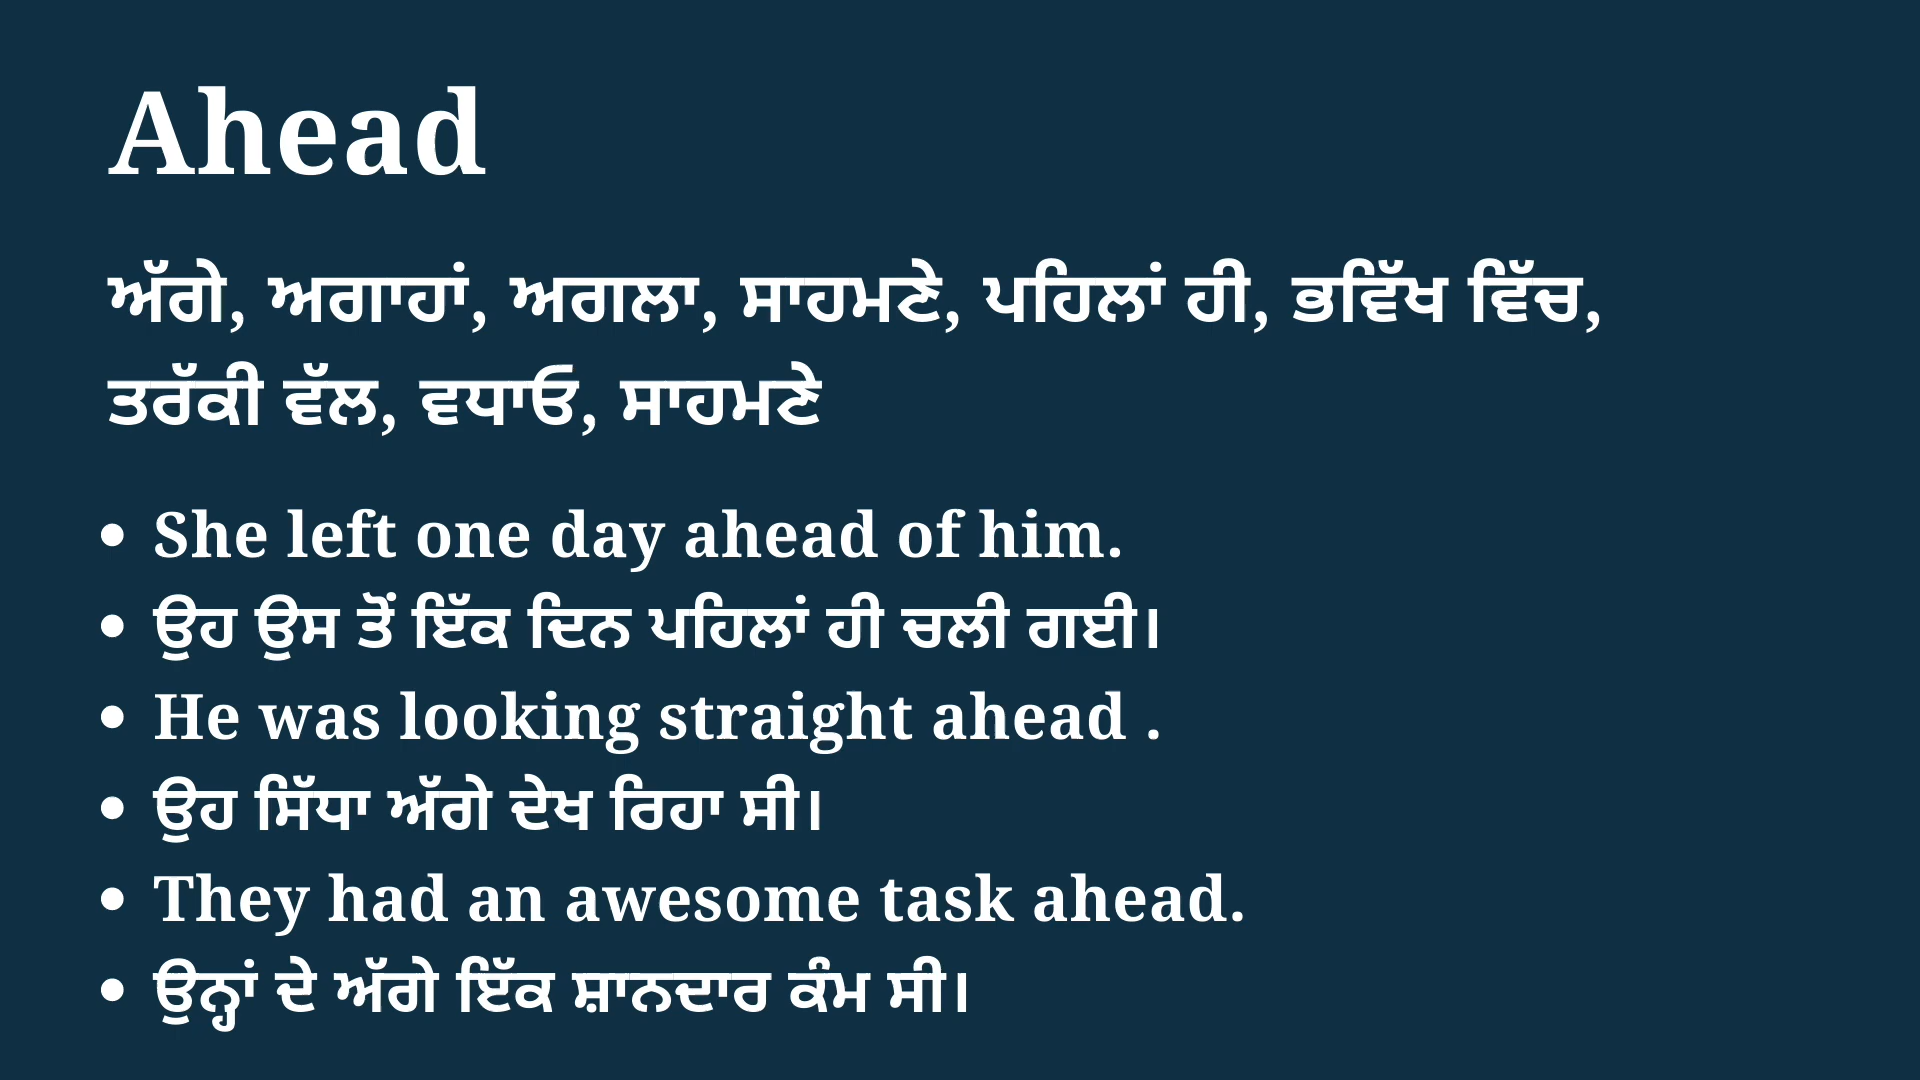 Ahead
ਅੱਗੇ, ਅਗਾਹਾਂ, ਅਗਲਾ, ਸਾਹਮਣੇ, ਪਹਿਲਾਂ ਹੀ, ਭਵਿੱਖ ਵਿੱਚ,
ਤਰੱਕੀ ਵੱਲ, ਵਧਾਓ, ਸਾਹਮਣੇ
• She left one day ahead of him.
• ਉਹ ਉਸ ਤੋਂ ਇੱਕ ਦਿਨ ਪਹਿਲਾਂ ਹੀ ਚਲੀ ਗਈ।
• He was looking straight ahead .
• ਉਹ ਸਿੱਧਾ ਅੱਗੇ ਦੇਖ ਰਿਹਾ ਸੀ।
• They had an awesome task ahead.
• ਉਨ੍ਹਾਂ ਦੇ ਅੱਗੇ ਇੱਕ ਸ਼ਾਨਦਾਰ ਕੰਮ ਸੀ।